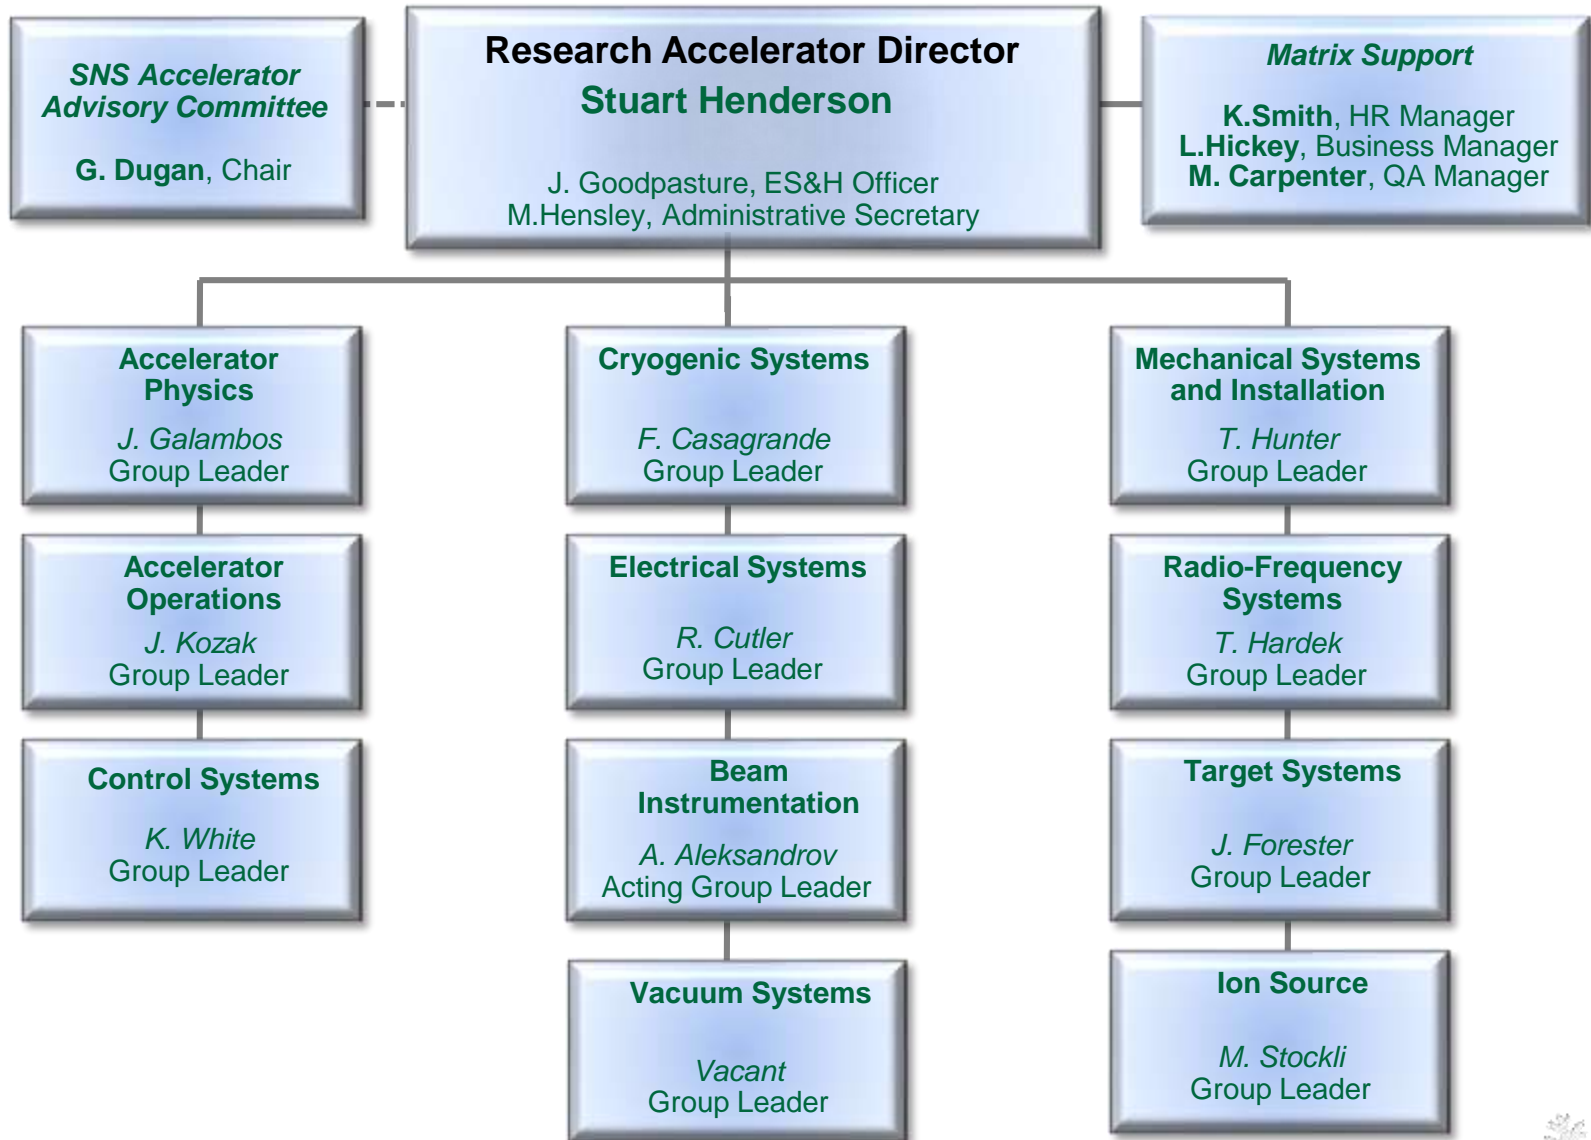 SNS Accelerator
Advisory Committee
G. Dugan, Chair
Research Accelerator Director
Stuart Henderson
J. Goodpasture, ES&H Officer
M.Hensley, Administrative Secretary
Matrix Support
K.Smith, HR Manager
L.Hickey, Business Manager
M. Carpenter, QA Manager
Accelerator
Physics
J. Galambos
Group Leader
Cryogenic Systems
F. Casagrande
Group Leader
Mechanical Systems
and Installation
T. Hunter
Group Leader
Accelerator
Operations
J. Kozak
Group Leader
Electrical Systems
R. Cutler
Group Leader
Radio-Frequency
Systems
T. Hardek
Group Leader
Control Systems
K. White
Group Leader
Beam
Instrumentation
A. Aleksandrov
Acting Group Leader
Target Systems
J. Forester
Group Leader
Vacuum Systems
Vacant
Group Leader
Ion Source
M. Stockli
Group Leader